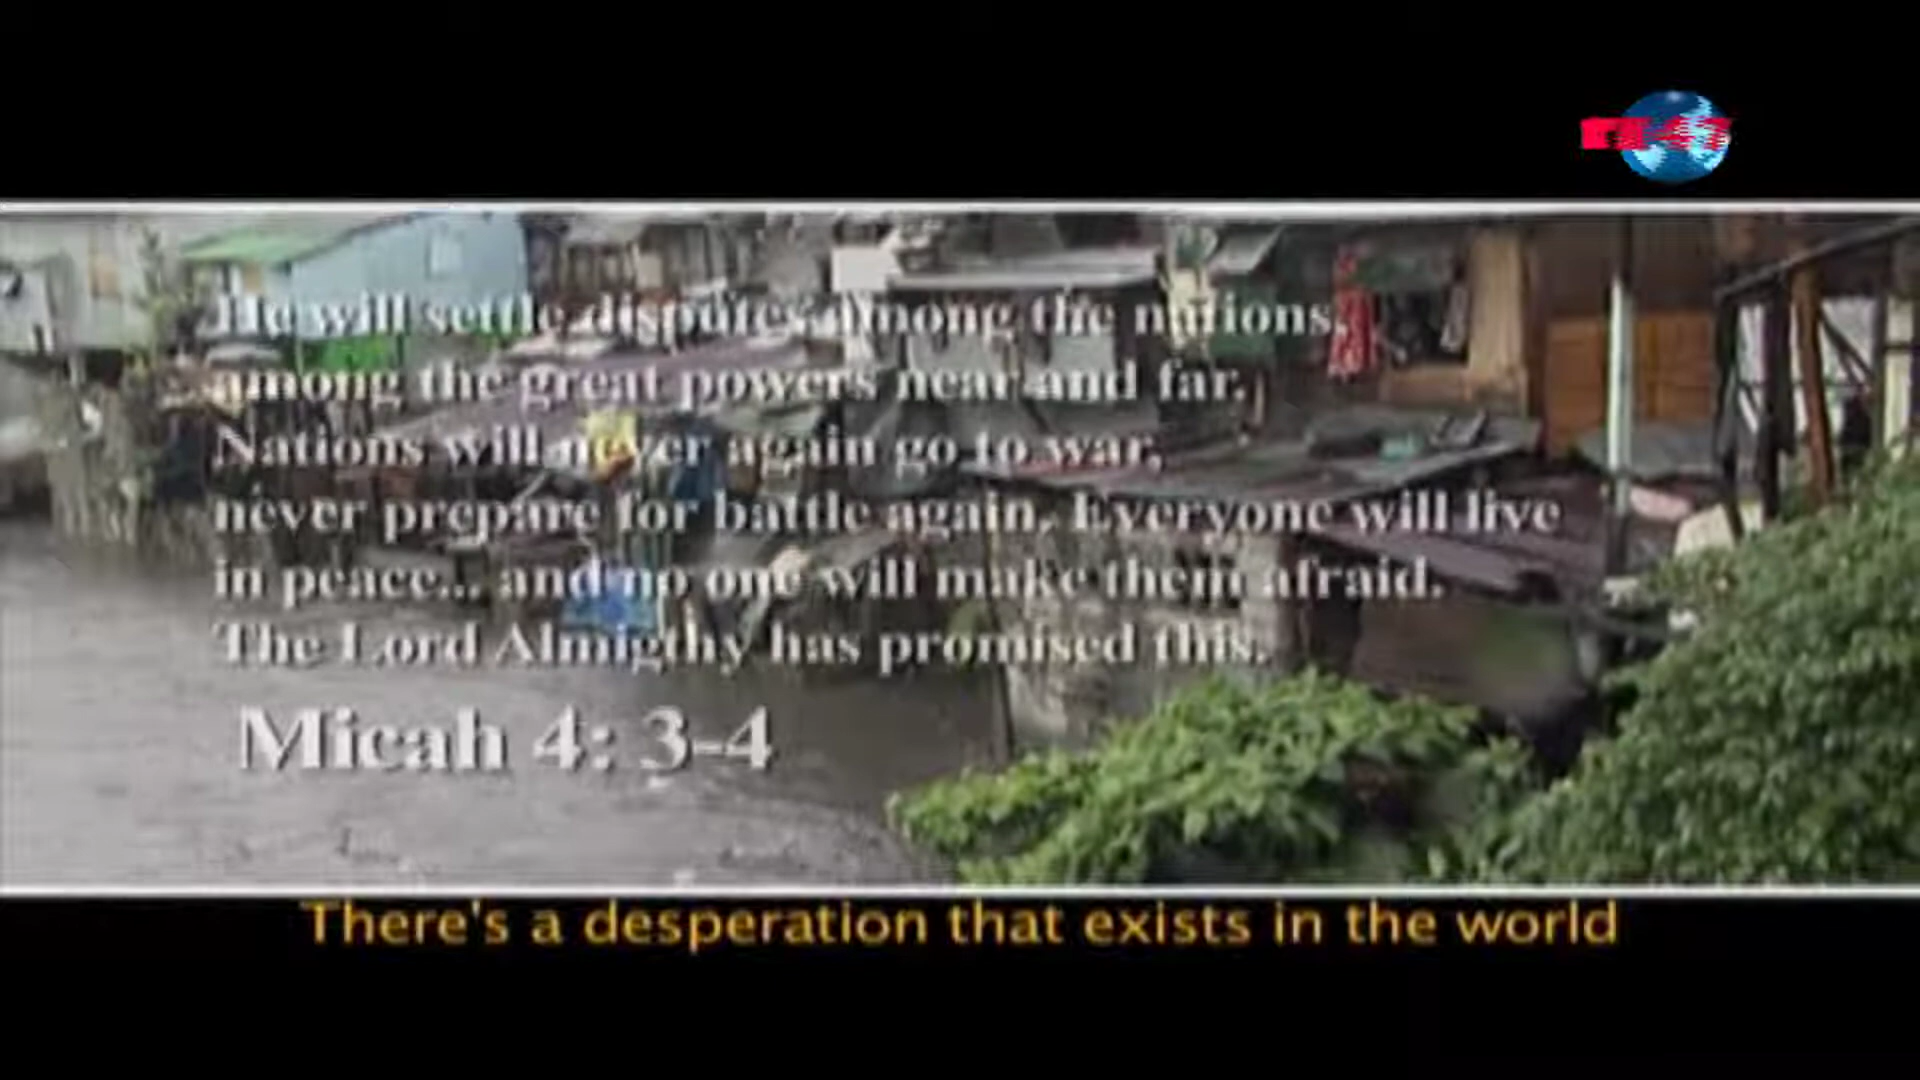 He will settle disputes among the nations,
among the great powers near and far.
Nations will never again go to war,
never prepare for battle again. Everyone will live
in peace... and no one will make them afraid.
The Lord Almigthy has promised this.
Micah 4: 3-4
There's a desperation that exists in the world